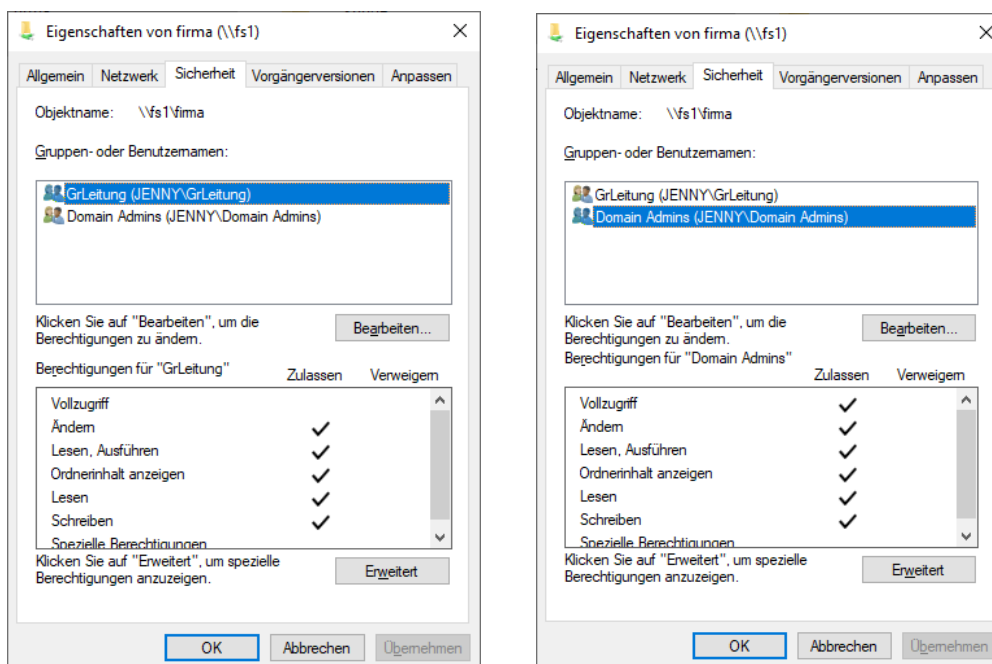 Eigenschaften von firma (\\fs1)
Allgemein Netzwerk Sicherheit Vorgängerversionen Anpassen
Objektname: \\fs1\firma
Gruppen- oder Benutzernamen:
GrLeitung (JENNY\GrLeitung)
Domain Admins (JENNY\Domain Admins)
Klicken Sie auf "Bearbeiten", um die
Berechtigungen zu ändern.
Bearbeiten...
Berechtigungen für "GrLeitung" Zulassen Verweigern
Vollzugriff
Ändern
Lesen, Ausführen
Ordnerinhalt anzeigen
Lesen
Schreiben
Spezielle Berechtigungen
Klicken Sie auf "Erweitert", um spezielle
Berechtigungen anzuzeigen.
Erweitert
OK Abbrechen Übernehmen
Eigenschaften von firma (\\fs1)
Allgemein Netzwerk Sicherheit Vorgängerversionen Anpassen
Objektname: \\fs1\firma
Gruppen- oder Benutzernamen:
GrLeitung (JENNY\GrLeitung)
Domain Admins (JENNY\Domain Admins)
Klicken Sie auf "Bearbeiten", um die
Berechtigungen zu ändern.
Bearbeiten...
Berechtigungen für "Domain Admins"
Zulassen Verweigern
Vollzugriff
Ändern
Lesen, Ausführen
Ordnerinhalt anzeigen
Lesen
Schreiben
Spezielle Berechtigungen
Klicken Sie auf "Erweitert", um spezielle
Berechtigungen anzuzeigen.
Erweitert
OK Abbrechen Übernehmen